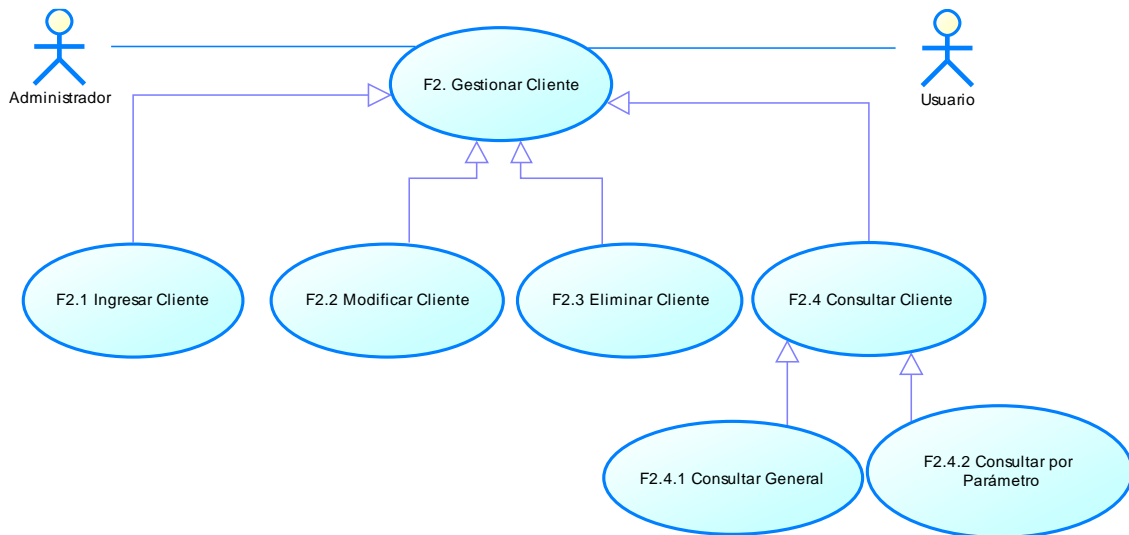 F2. Gestionar Cliente
Administrador
Usuario
F2.1 Ingresar Cliente
F2.2 Modificar Cliente
F2.3 Eliminar Cliente
F2.4 Consultar Cliente
F2.4.1 Consultar General
F2.4.2 Consultar por
Parámetro